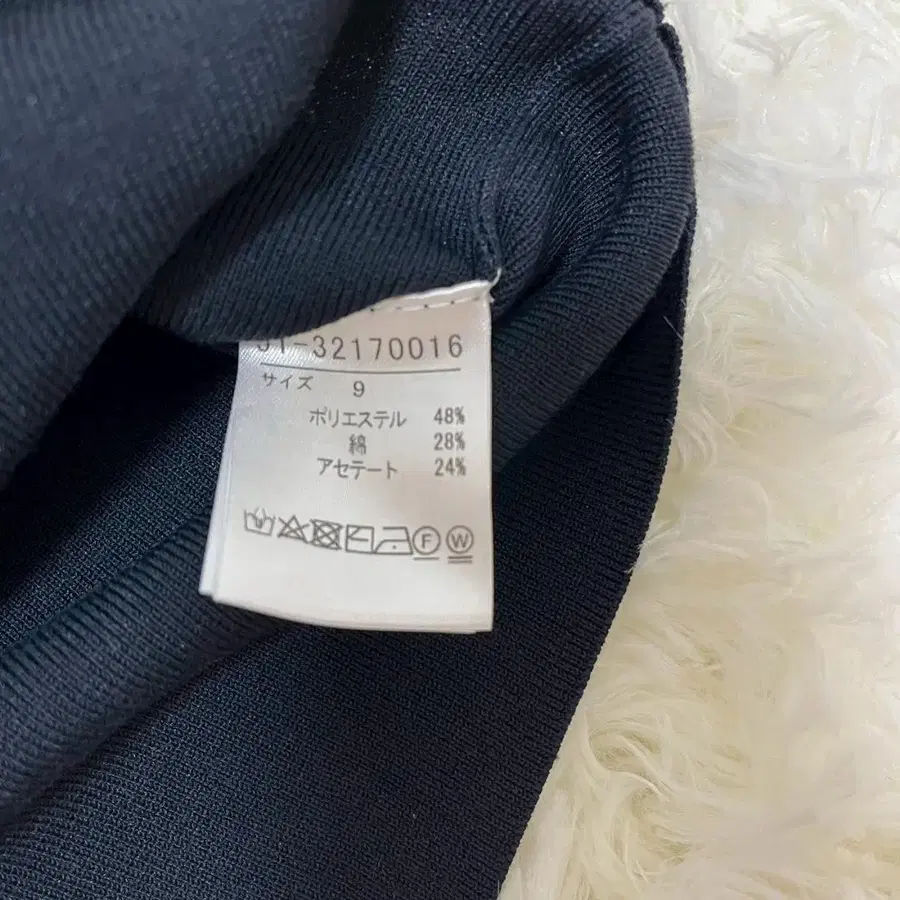 31-32170016
サイズ 9
ポリエステル 48%
綿 28%
アセテート 24%
F W